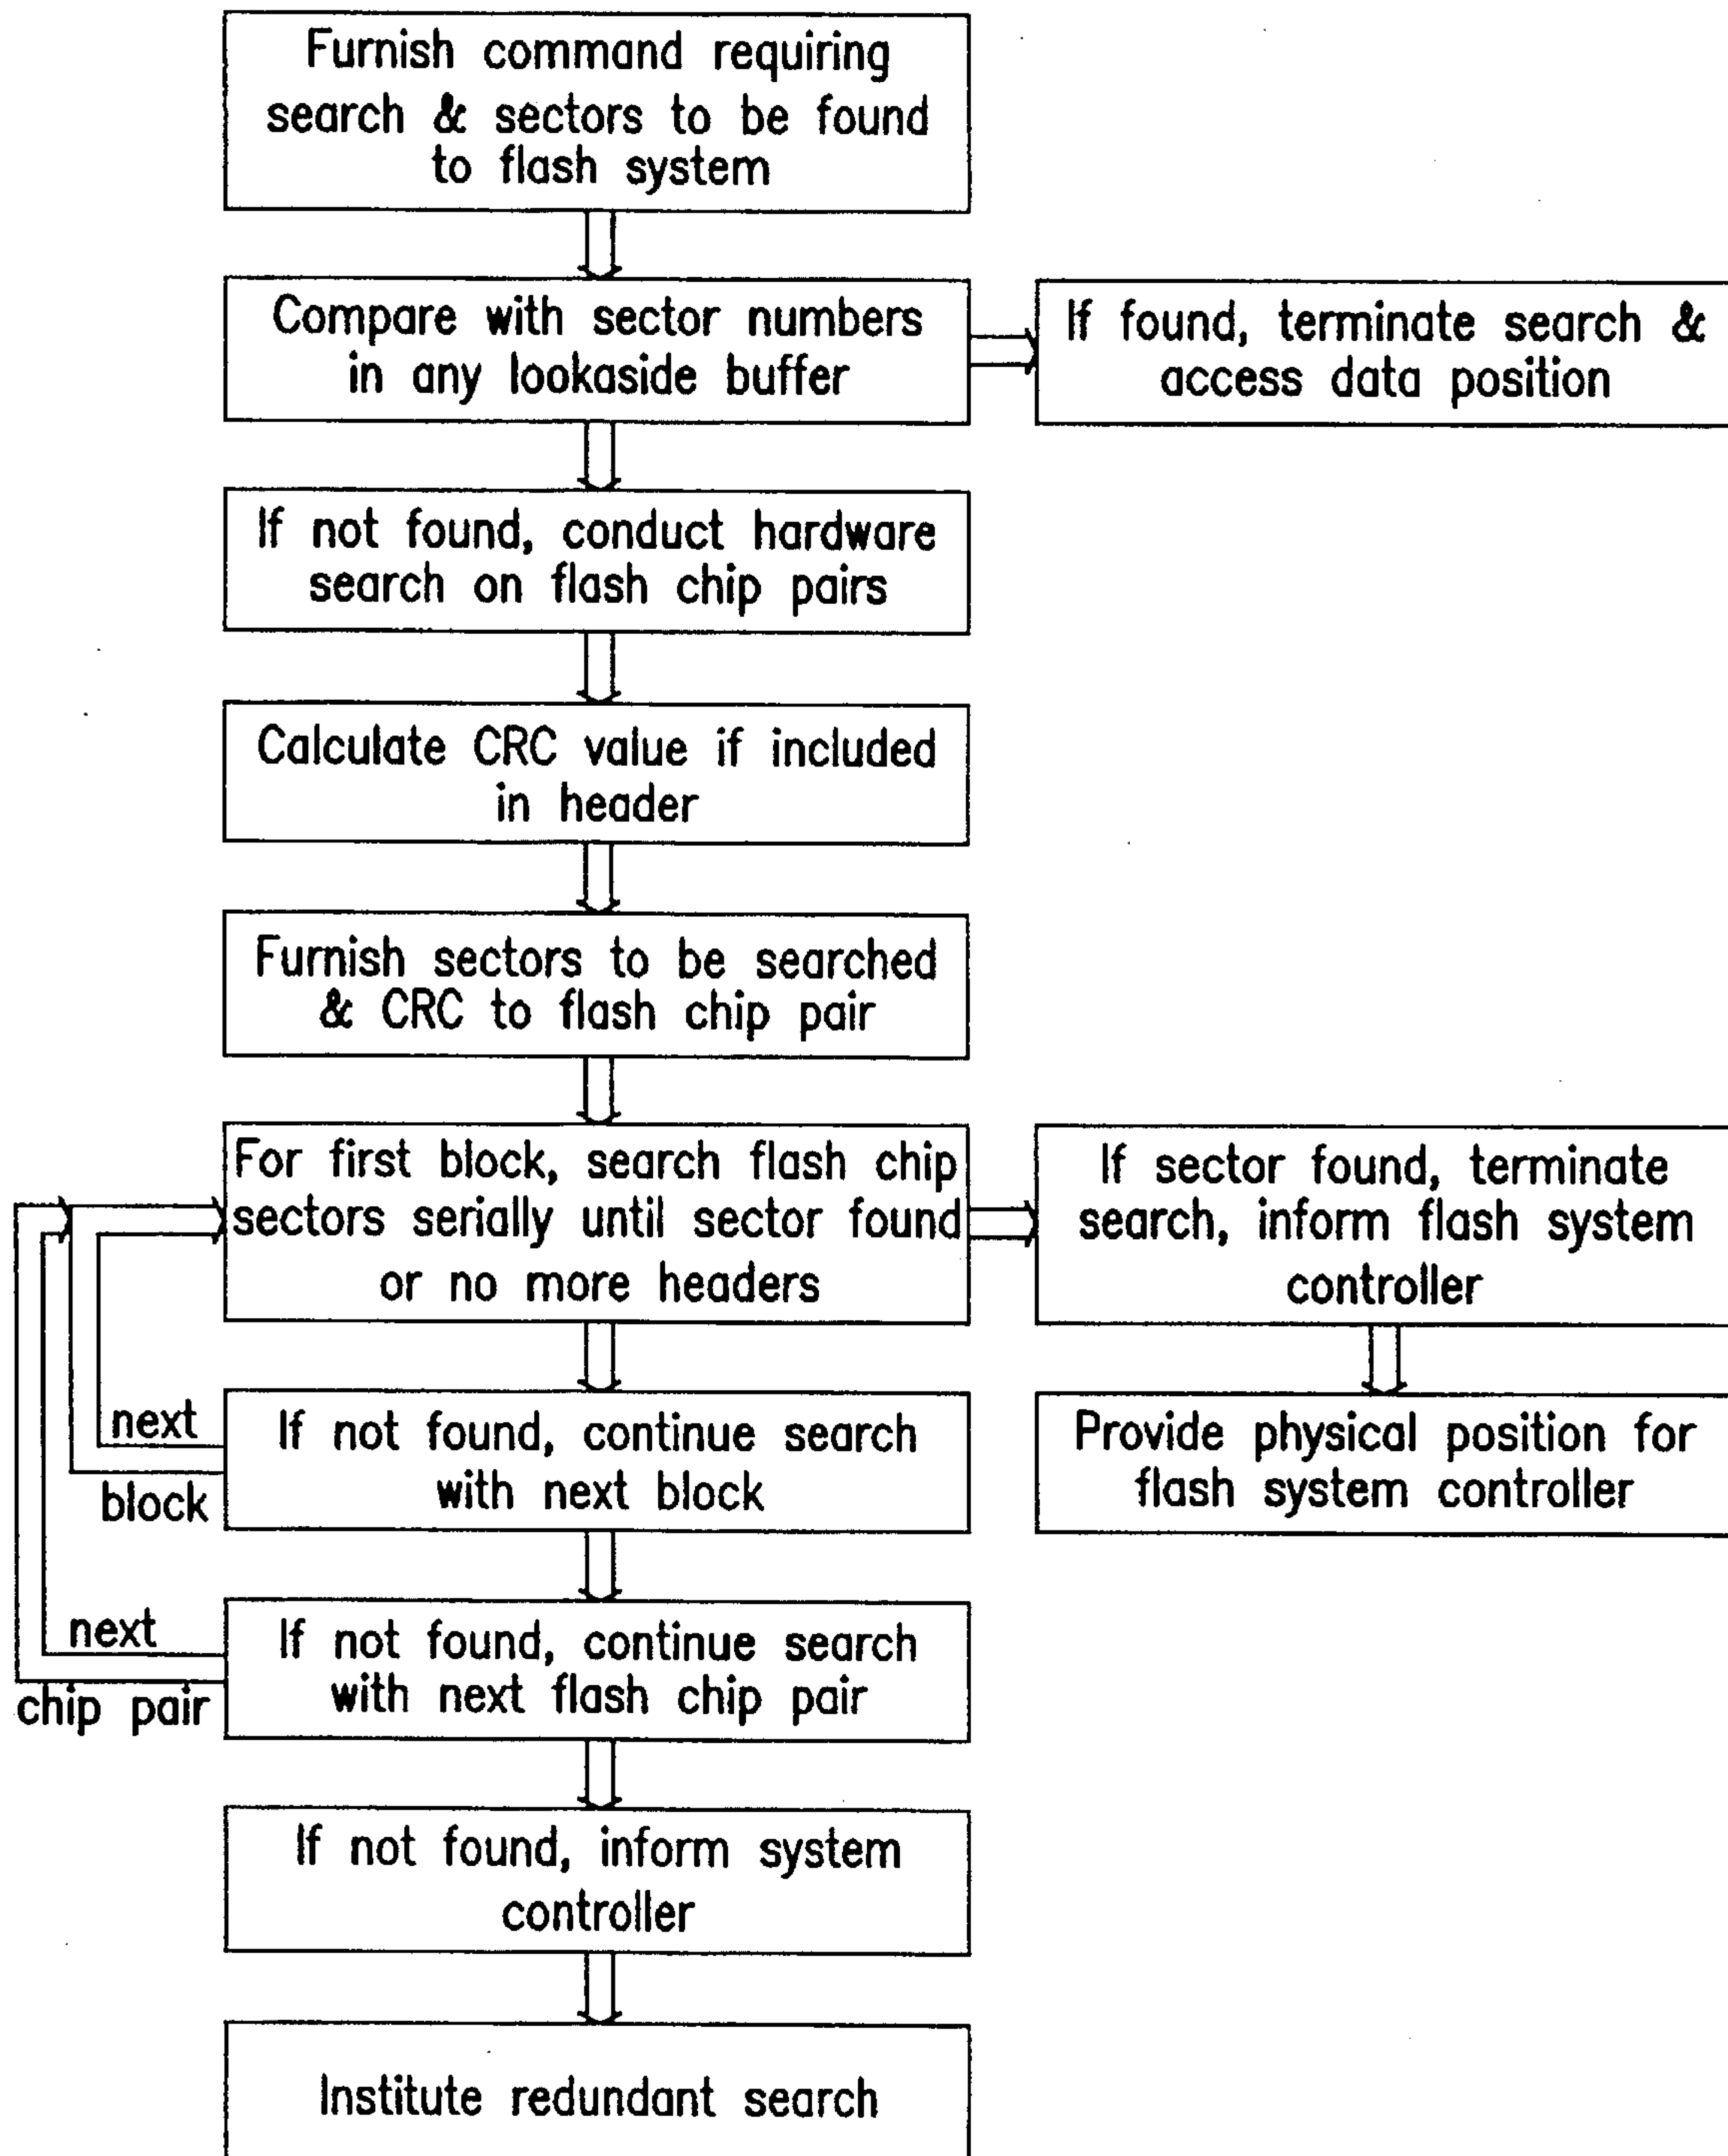 Furnish command requiring
search & sectors to be found
to flash system
Compare with sector numbers
in any lookaside buffer
If found, terminate search &
access data position
If not found, conduct hardware
search on flash chip pairs
Calculate CRC value if included
in header
Furnish sectors to be searched
& CRC to flash chip pair
For first block, search flash chip
sectors serially until sector found
or no more headers
If sector found, terminate
search, inform flash system
controller
next
block
If not found, continue search
with next block
Provide physical position for
flash system controller
next
chip pair
If not found, continue search
with next flash chip pair
If not found, inform system
controller
Institute redundant search